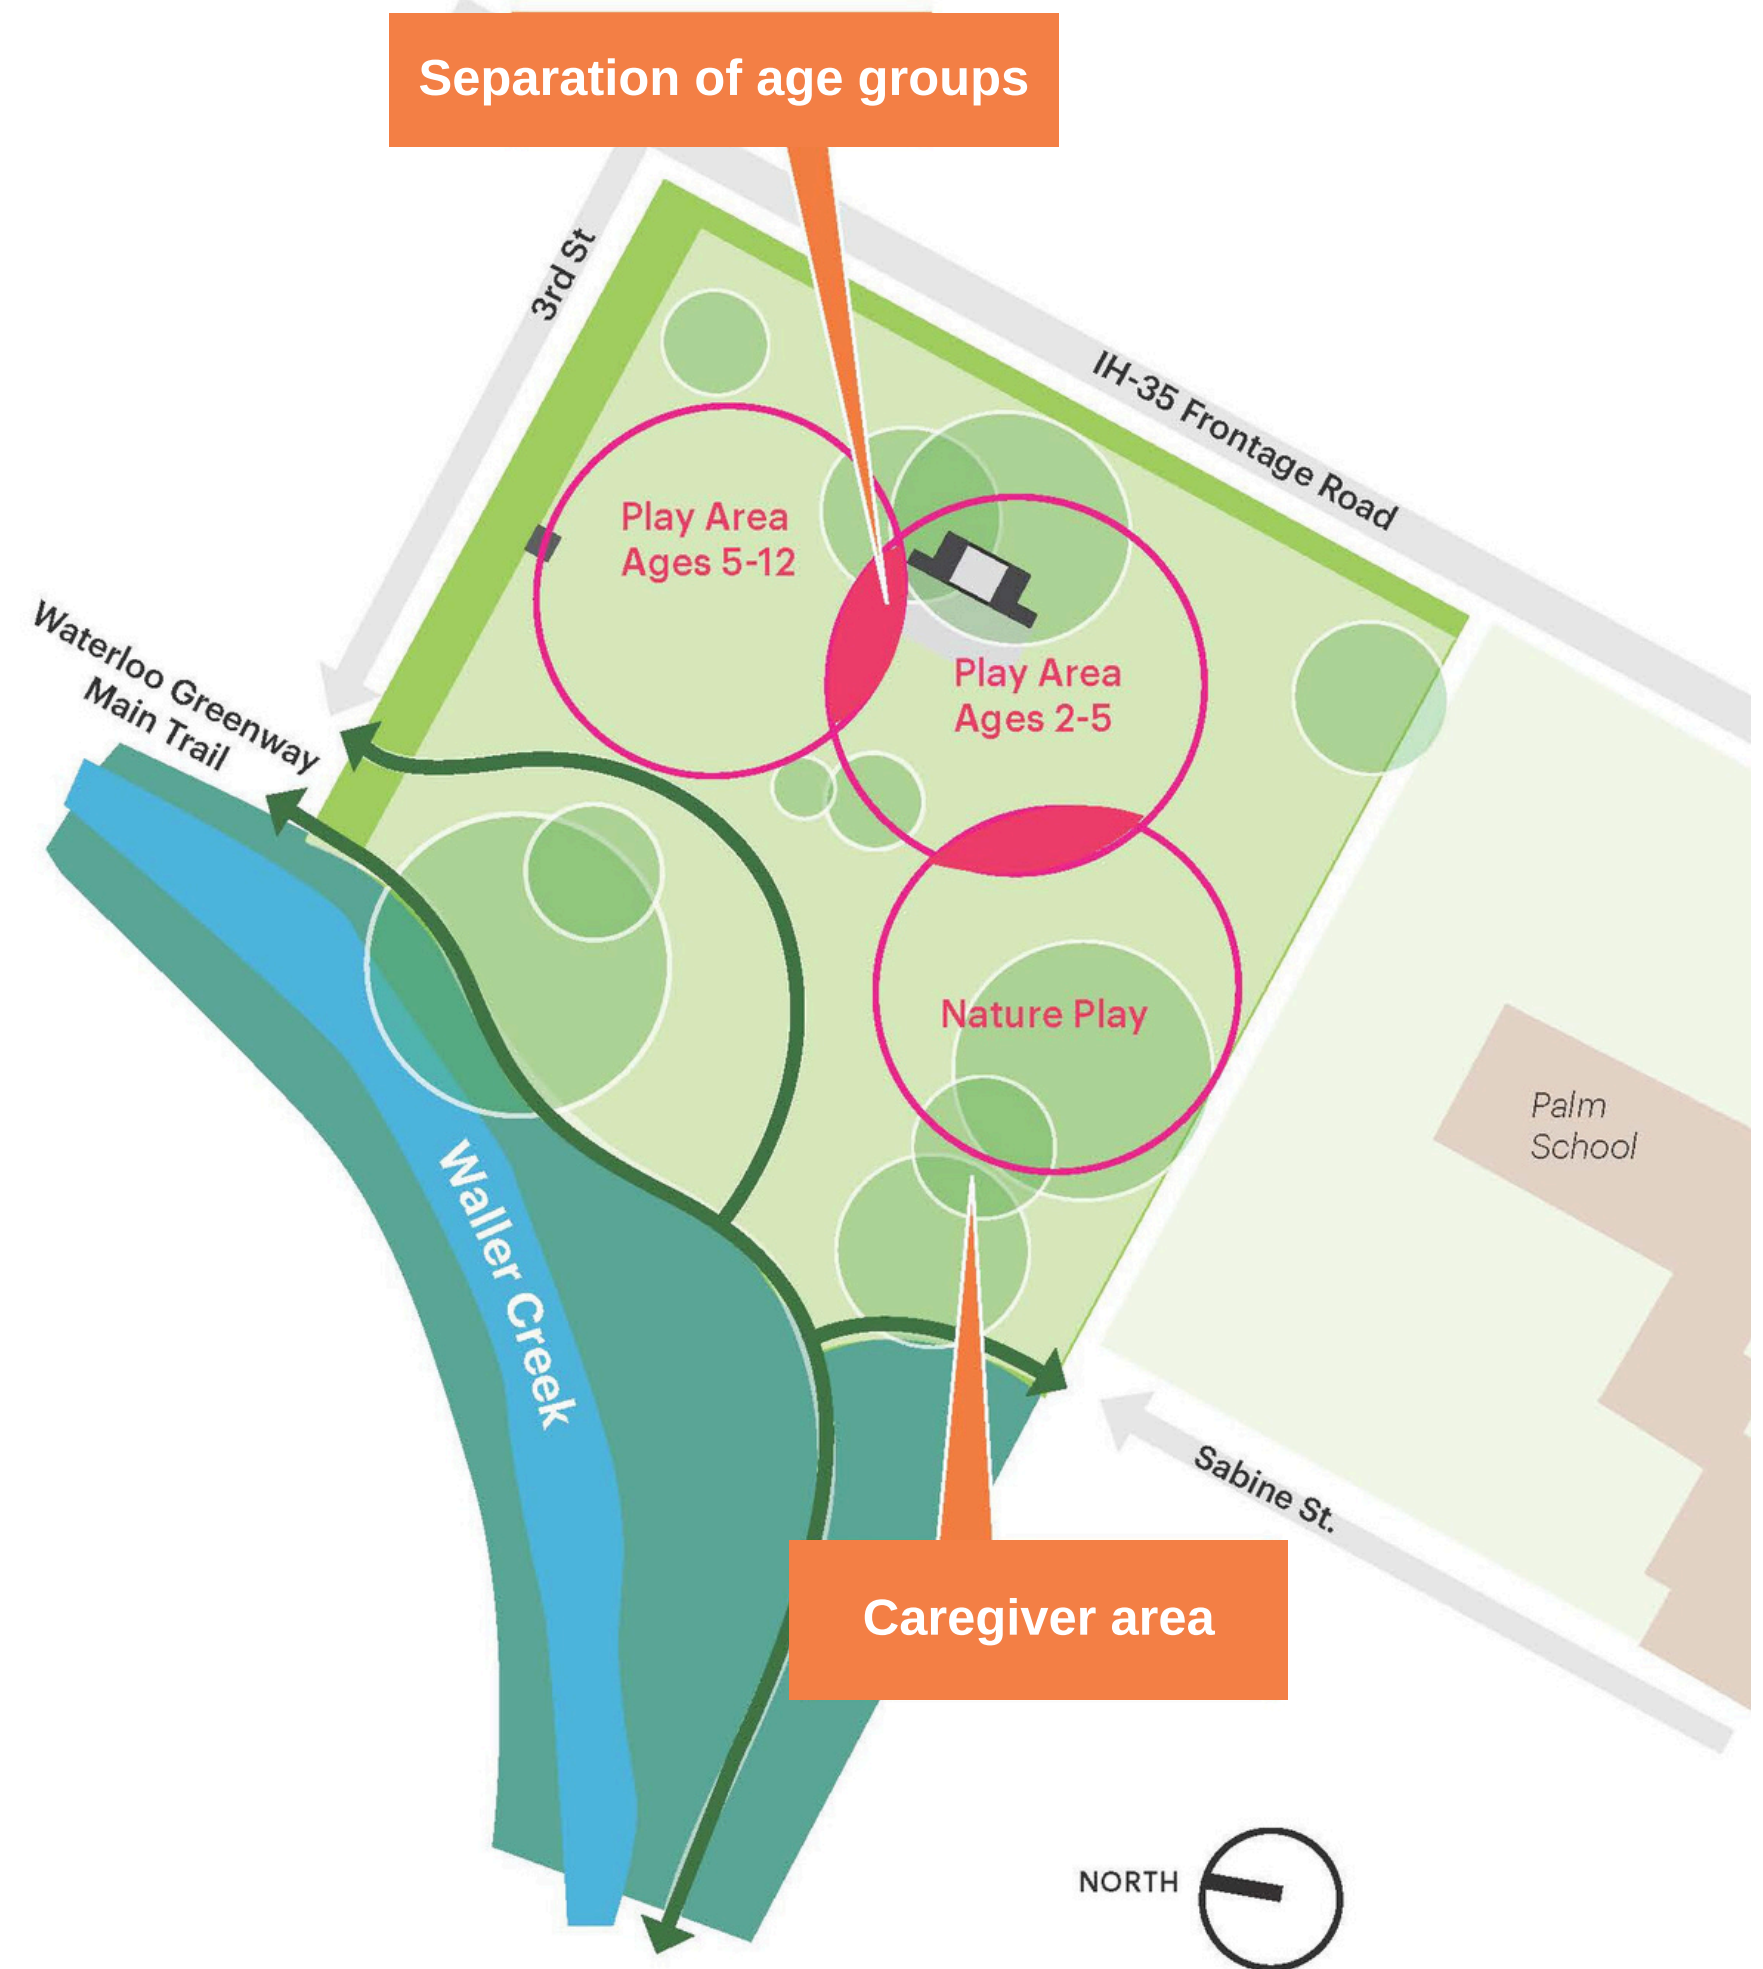 Separation of age groups
3rd St
IH-35 Frontage Road
Play Area
Ages 5-12
Waterloo Greenway
Main Trail
Play Area
Ages 2-5
Nature Play
Palm
School
Waller Creek
Sabine St.
Caregiver area
NORTH